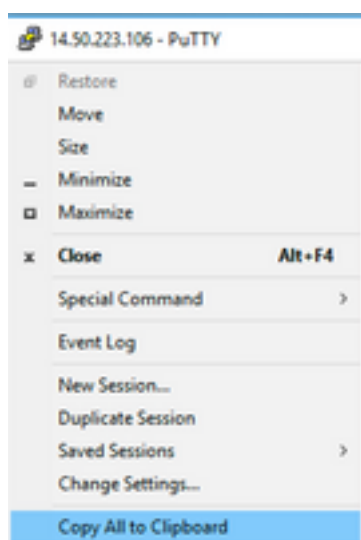 14.50.223.106 - PuTTY
Restore
Move
Size
Minimize
Maximize
Close Alt+F4
Special Command
Event Log
New Session...
Duplicate Session
Saved Sessions
Change Settings...
Copy All to Clipboard